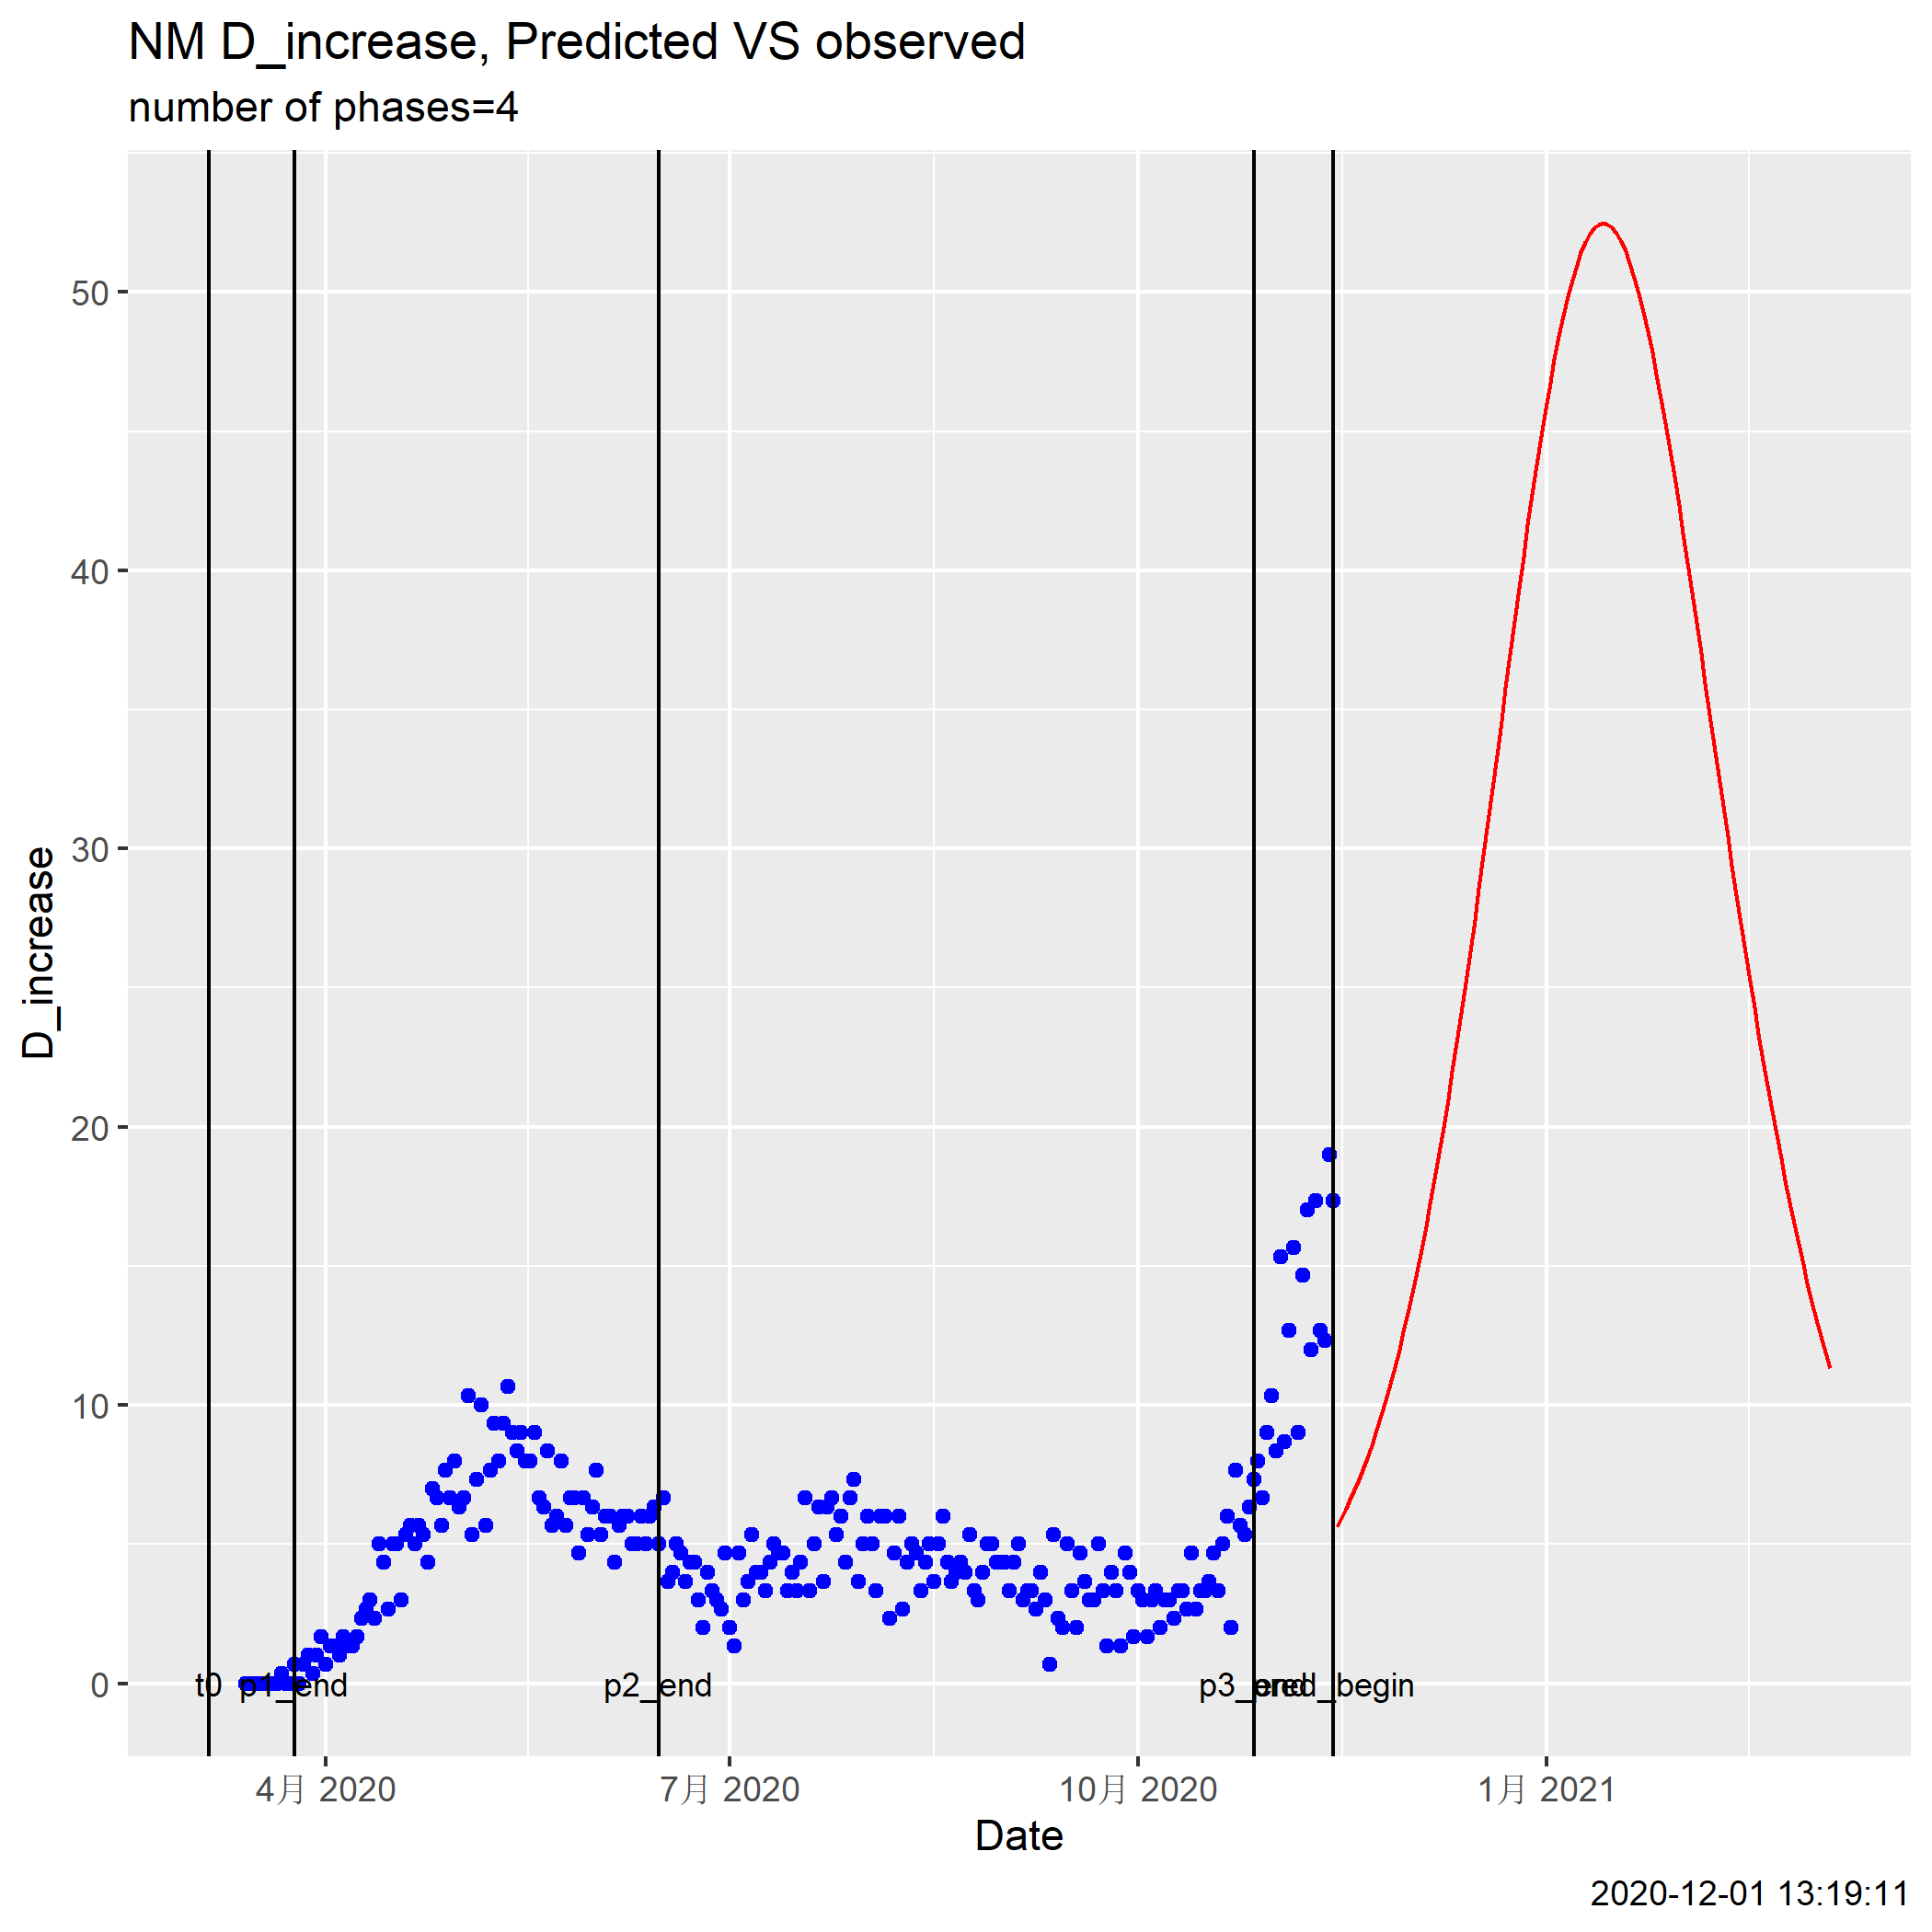 NM D_increase, Predicted VS observed
number of phases=4
50
40
30
20
10
0
D_increase
t0 p1_end p2_end p3_end pred_begin
4月 2020 7月 2020 10月 2020 1月 2021
Date
2020-12-01 13:19:11